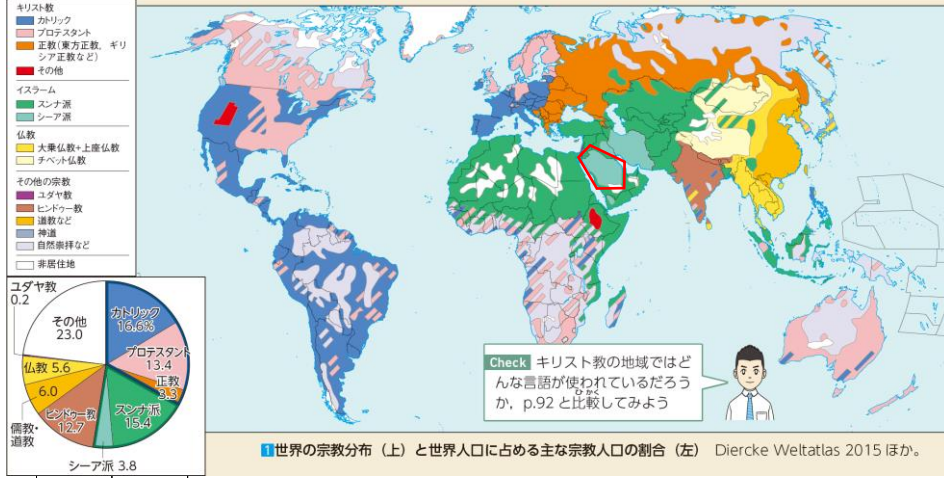 キリスト教
カトリック
プロテスタント
正教(東方正教, ギリ
シア正教など)
その他
イスラーム
スンナ派
シーア派
仏教
大乗仏教+上座仏教
チベット仏教
その他の宗教
ユダヤ教
ヒンドゥー教
道教など
神道
自然崇拝など
非居住地
ユダヤ教
0.2
その他
23.0
カトリック
16.6%
プロテスタント
13.4
正教
3.3
スンナ派
15.4
シーア派 3.8
ヒンドゥー教
12.7
儒教・
道教
6.0
仏教 5.6
Check キリスト教の地域ではど
んな言語が使われているだろう
か，p.92 と比較してみよう
ひかく
1世界の宗教分布（上）と世界人口に占める主な宗教人口の割合（左） Diercke Weltatlas 2015 ほか。